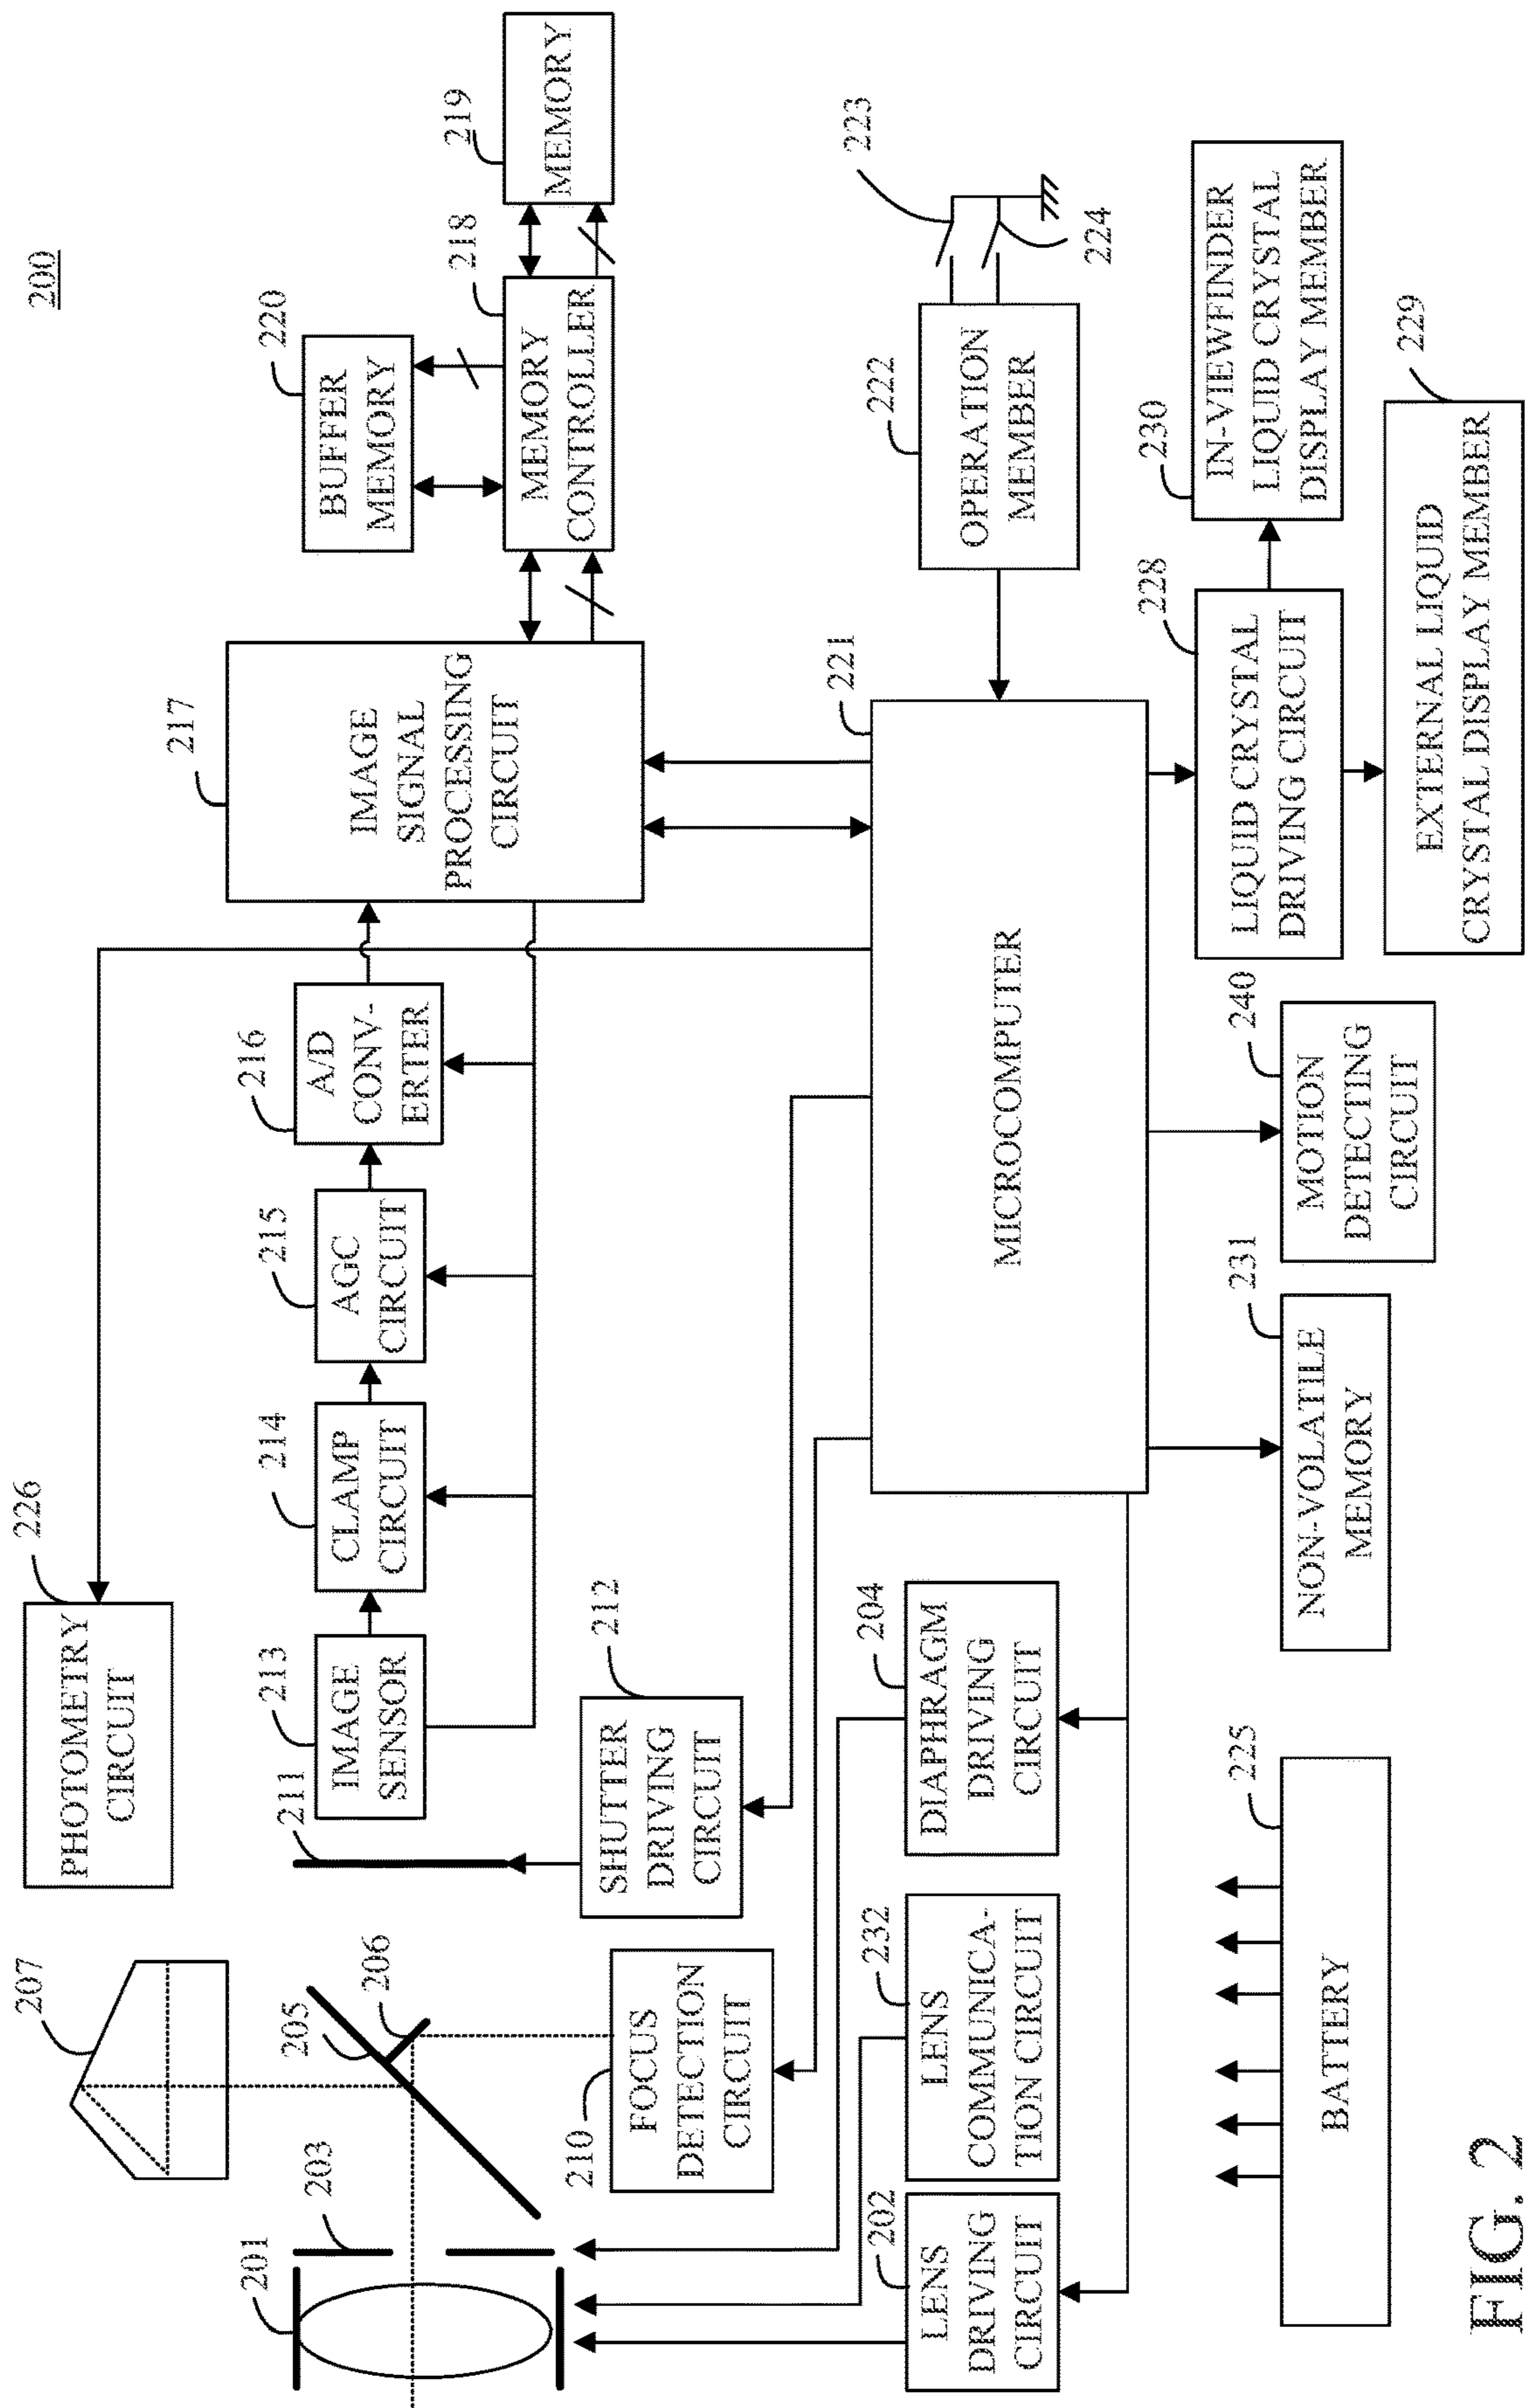 200
207
PHOTOMETRY
CIRCUIT
226
217
IMAGE
SIGNAL
PROCESSING
CIRCUIT
201
203
205
206
211
213
IMAGE
SENSOR
214
CLAMP
CIRCUIT
215
AGC
CIRCUIT
216
A/D
CONV-
ERTER
220
BUFFER
MEMORY
218
MEMORY
CONTROLLER
219
MEMORY
210
FOCUS
DETECTION
CIRCUIT
212
SHUTTER
DRIVING
CIRCUIT
202
LENS
DRIVING
CIRCUIT
232
LENS
COMMUNICA-
TION CIRCUIT
204
DIAPHRAGM
DRIVING
CIRCUIT
221
MICROCOMPUTER
222
OPERATION
MEMBER
223
224
225
BATTERY
231
NON-VOLATILE
MEMORY
240
MOTION
DETECTING
CIRCUIT
228
LIQUID CRYSTAL
DRIVING CIRCUIT
230
IN-VIEWFINDER
LIQUID CRYSTAL
DISPLAY MEMBER
229
EXTERNAL LIQUID
CRYSTAL DISPLAY MEMBER
FIG. 2